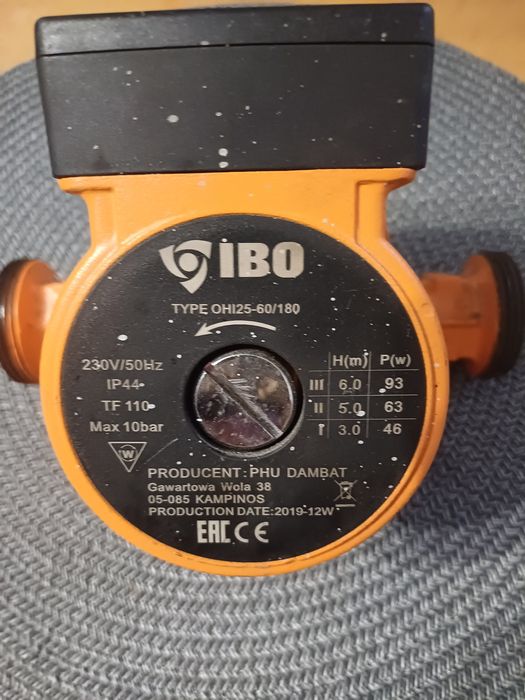 IBO
TYPE OHI25-60/180
230V/50Hz
IP44
TF 110
Max 10bar
H(m) P(w)
III 6.0 93
II 5.0 63
I 3.0 46
W
PRODUCENT: PHU DAMBAT
Gawartowa Wola 38
05-085 KAMPINOS
PRODUCTION DATE:2019-12W
EAC CE